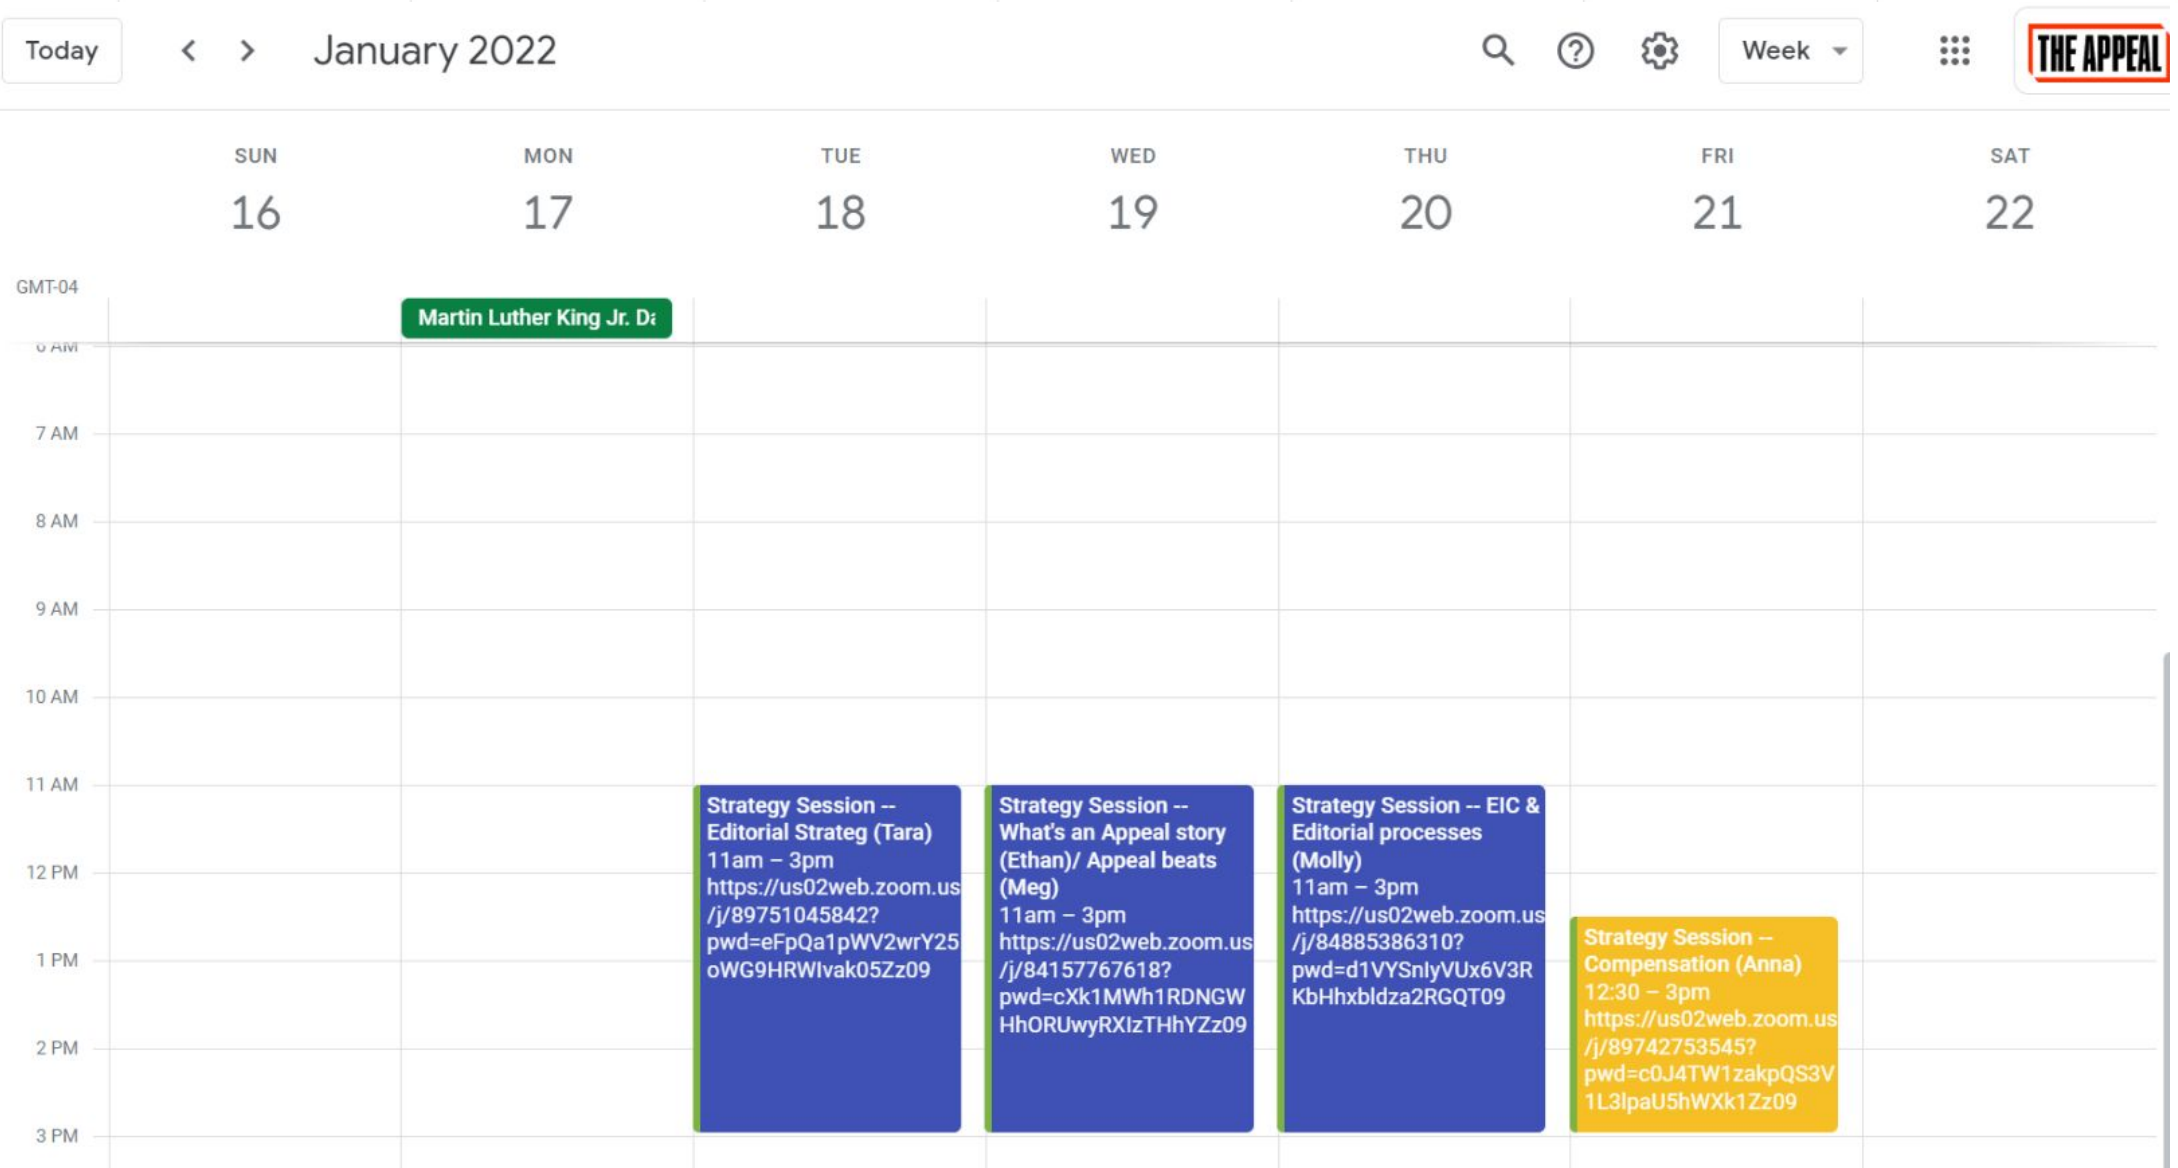 Today
January 2022
Week
THE APPEAL
SUN
MON
TUE
WED
THU
FRI
SAT
16
17
18
19
20
21
22
GMT-04
Martin Luther King Jr.
6 AM
7 AM
8 AM
9 AM
10 AM
11 AM
12 PM
1 PM
2 PM
3 PM
Strategy Session --
Editorial Strateg (Tara)
11am – 3pm
https://us02web.zoom.us
/j/89751045842?
pwd=eFpQa1pWV2wrY25
oWG9HRWIvak05Zz09
Strategy Session --
What's an Appeal story
(Ethan)/ Appeal beats
(Meg)
11am – 3pm
https://us02web.zoom.us
/j/84157767618?
pwd=cXk1MWh1RDNGW
HhORUwyRXIzTHhYZz09
Strategy Session -- EIC &
Editorial processes
(Molly)
11am – 3pm
https://us02web.zoom.us
/j/84885386310?
pwd=d1VYSnIyVUx6V3R
KbHhxbldza2RGQT09
Strategy Session --
Compensation (Anna)
12:30 – 3pm
https://us02web.zoom.us
/j/89742753545?
pwd=c0J4TW1zakpQS3V
1L3lpaU5hWXk1Zz09